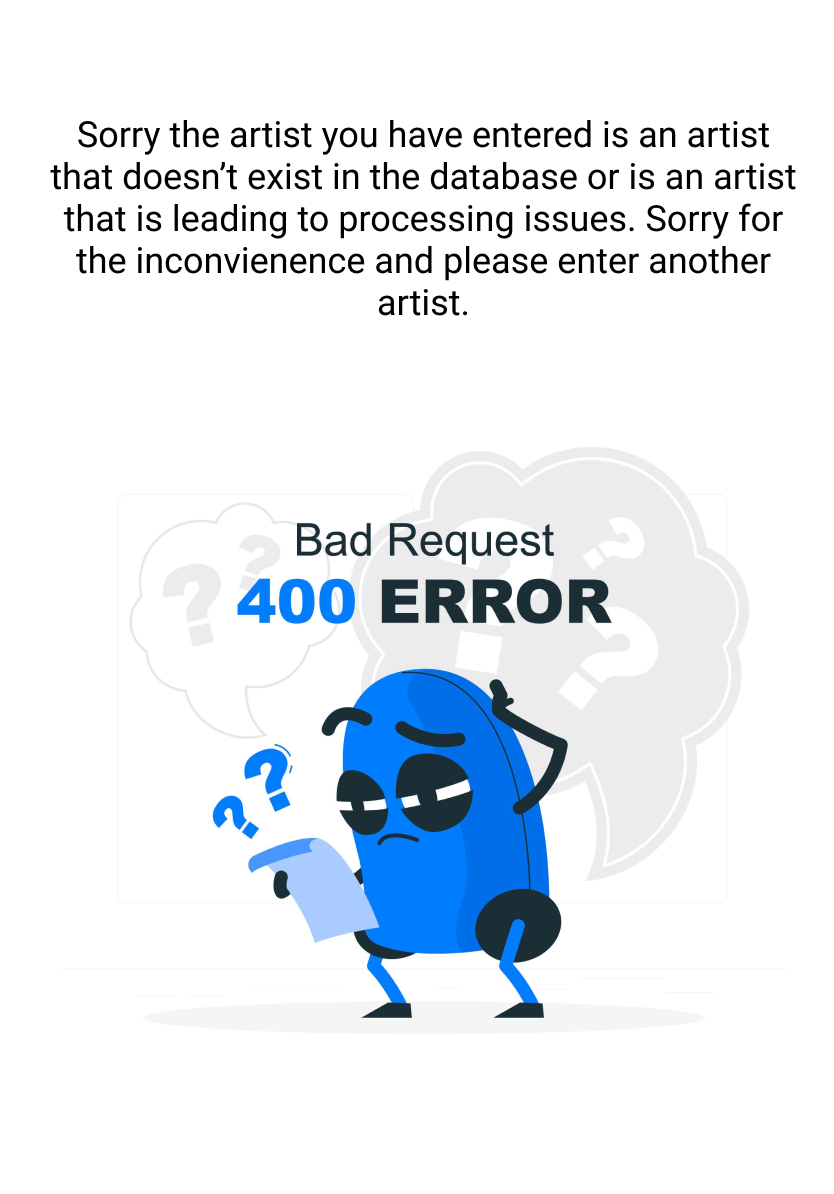 Sorry the artist you have entered is an artist
that doesn’t exist in the database or is an artist
that is leading to processing issues. Sorry for
the inconvienence and please enter another
artist.
? ?
? ? ?
Bad Request
400 ERROR
? ?